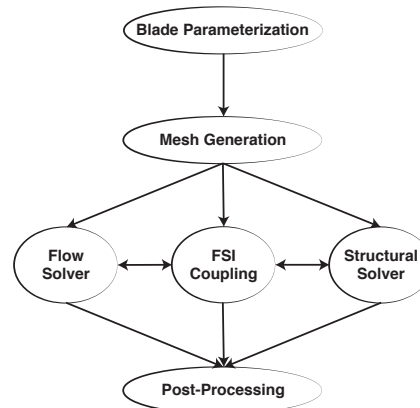 Blade Parameterization
Mesh Generation
Flow
Solver
FSI
Coupling
Structural
Solver
Post-Processing